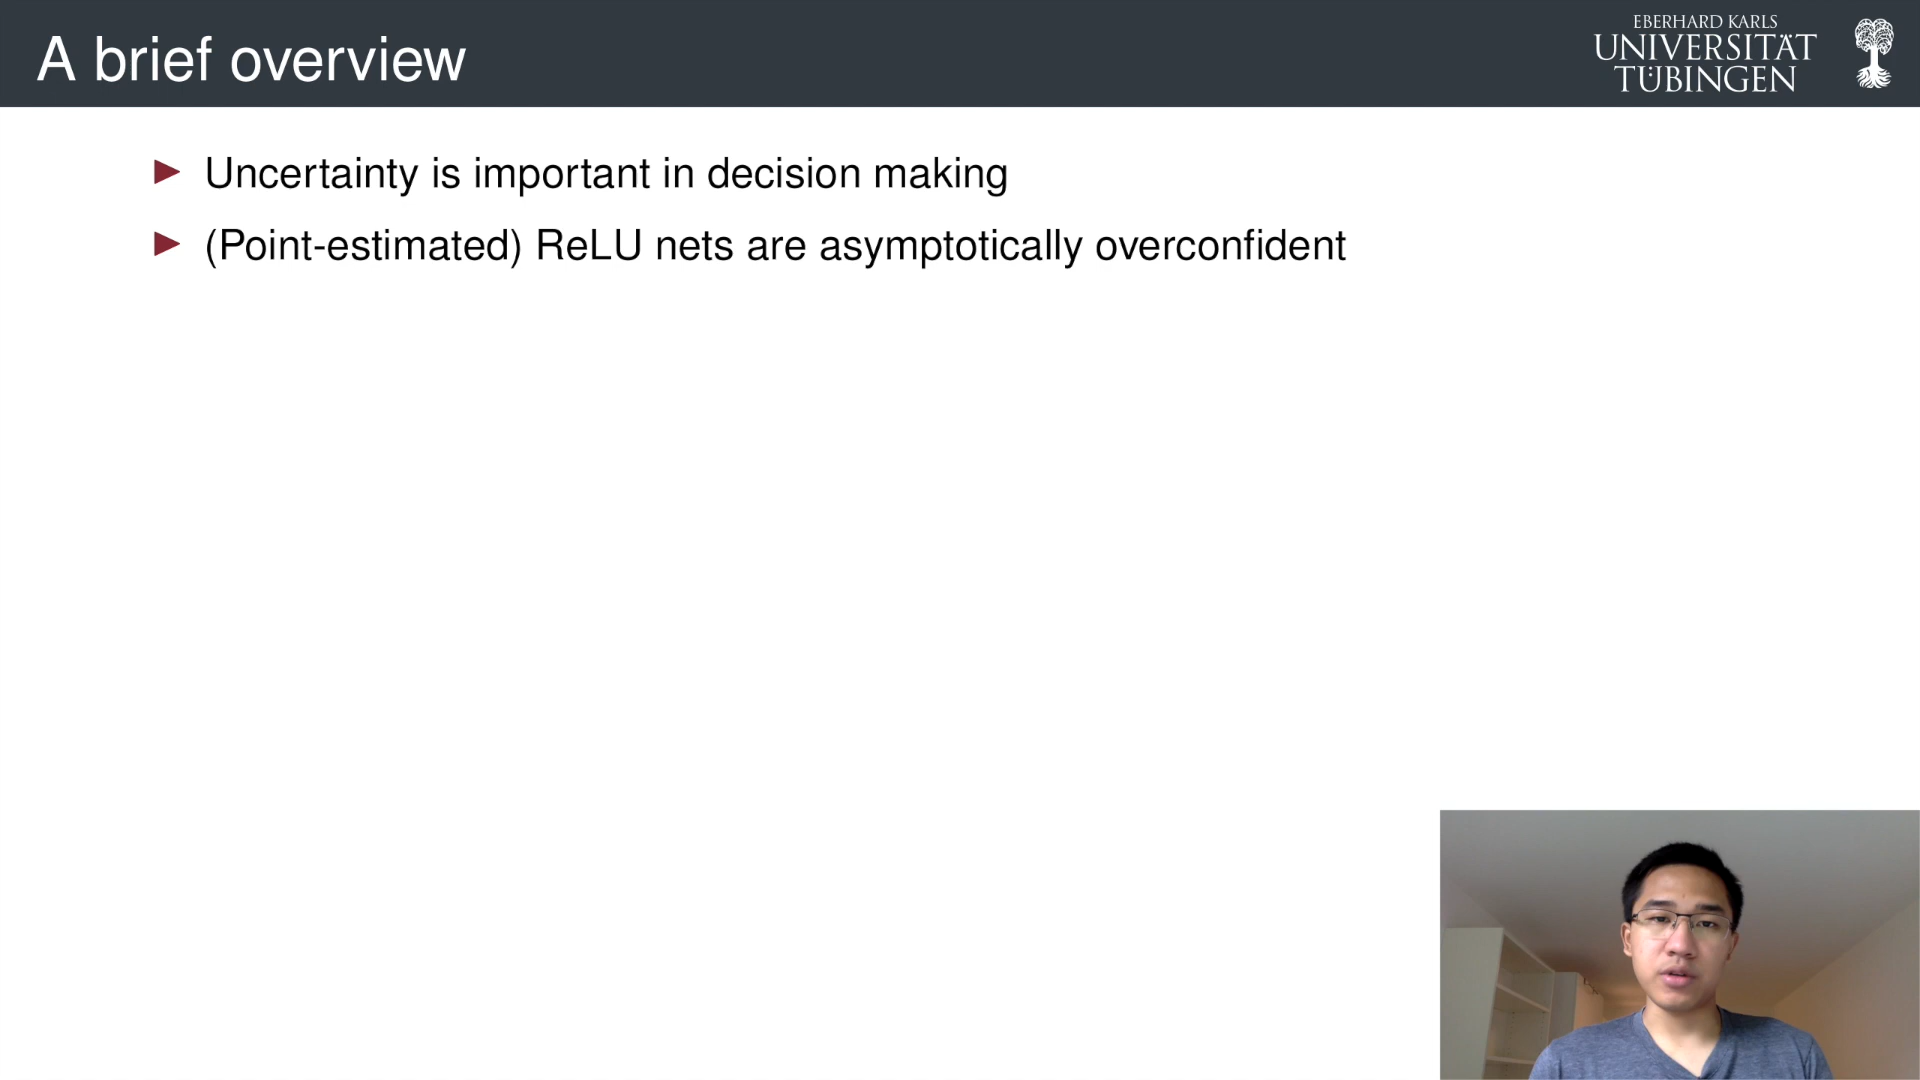 A brief overview
EBERHARD KARLS
UNIVERSITÄT
TÜBINGEN
Uncertainty is important in decision making
(Point-estimated) ReLU nets are asymptotically overconfident